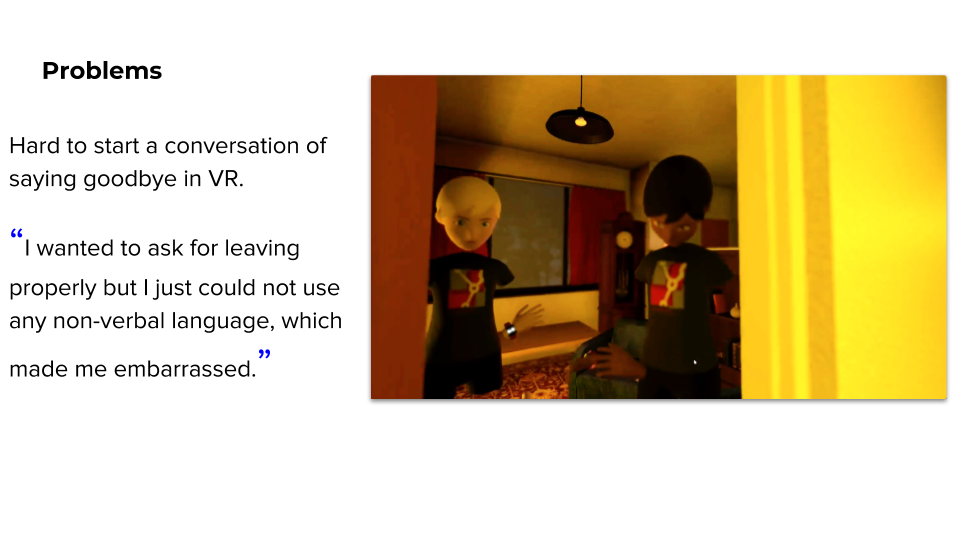 Problems
Hard to start a conversation of
saying goodbye in VR.
“I wanted to ask for leaving
properly but I just could not use
any non-verbal language, which
made me embarrassed.”